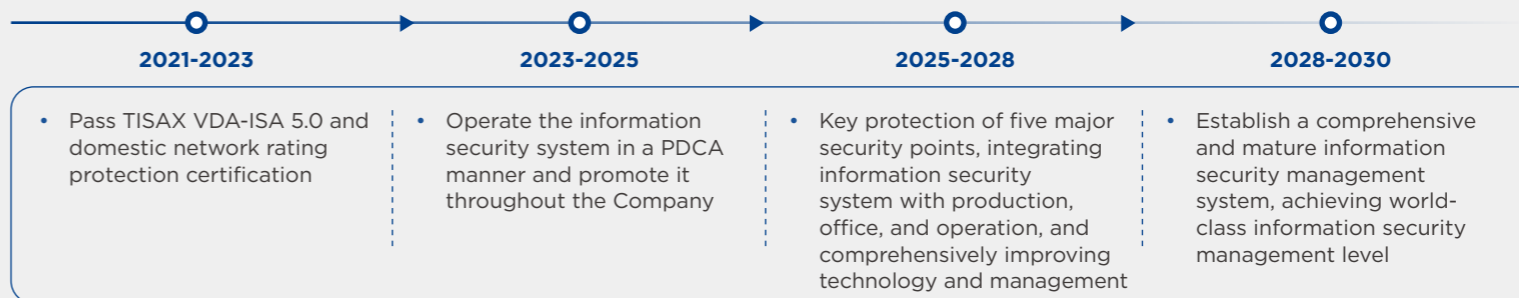 2021-2023
2023-2025
2025-2028
2028-2030
• Pass TISAX VDA-ISA 5.0 and
domestic network rating
protection certification
• Operate the information
security system in a PDCA
manner and promote it
throughout the Company
• Key protection of five major
security points, integrating
information security
system with production,
office, and operation, and
comprehensively improving
technology and management
• Establish a comprehensive
and mature information
security management
system, achieving world-
class information security
management level